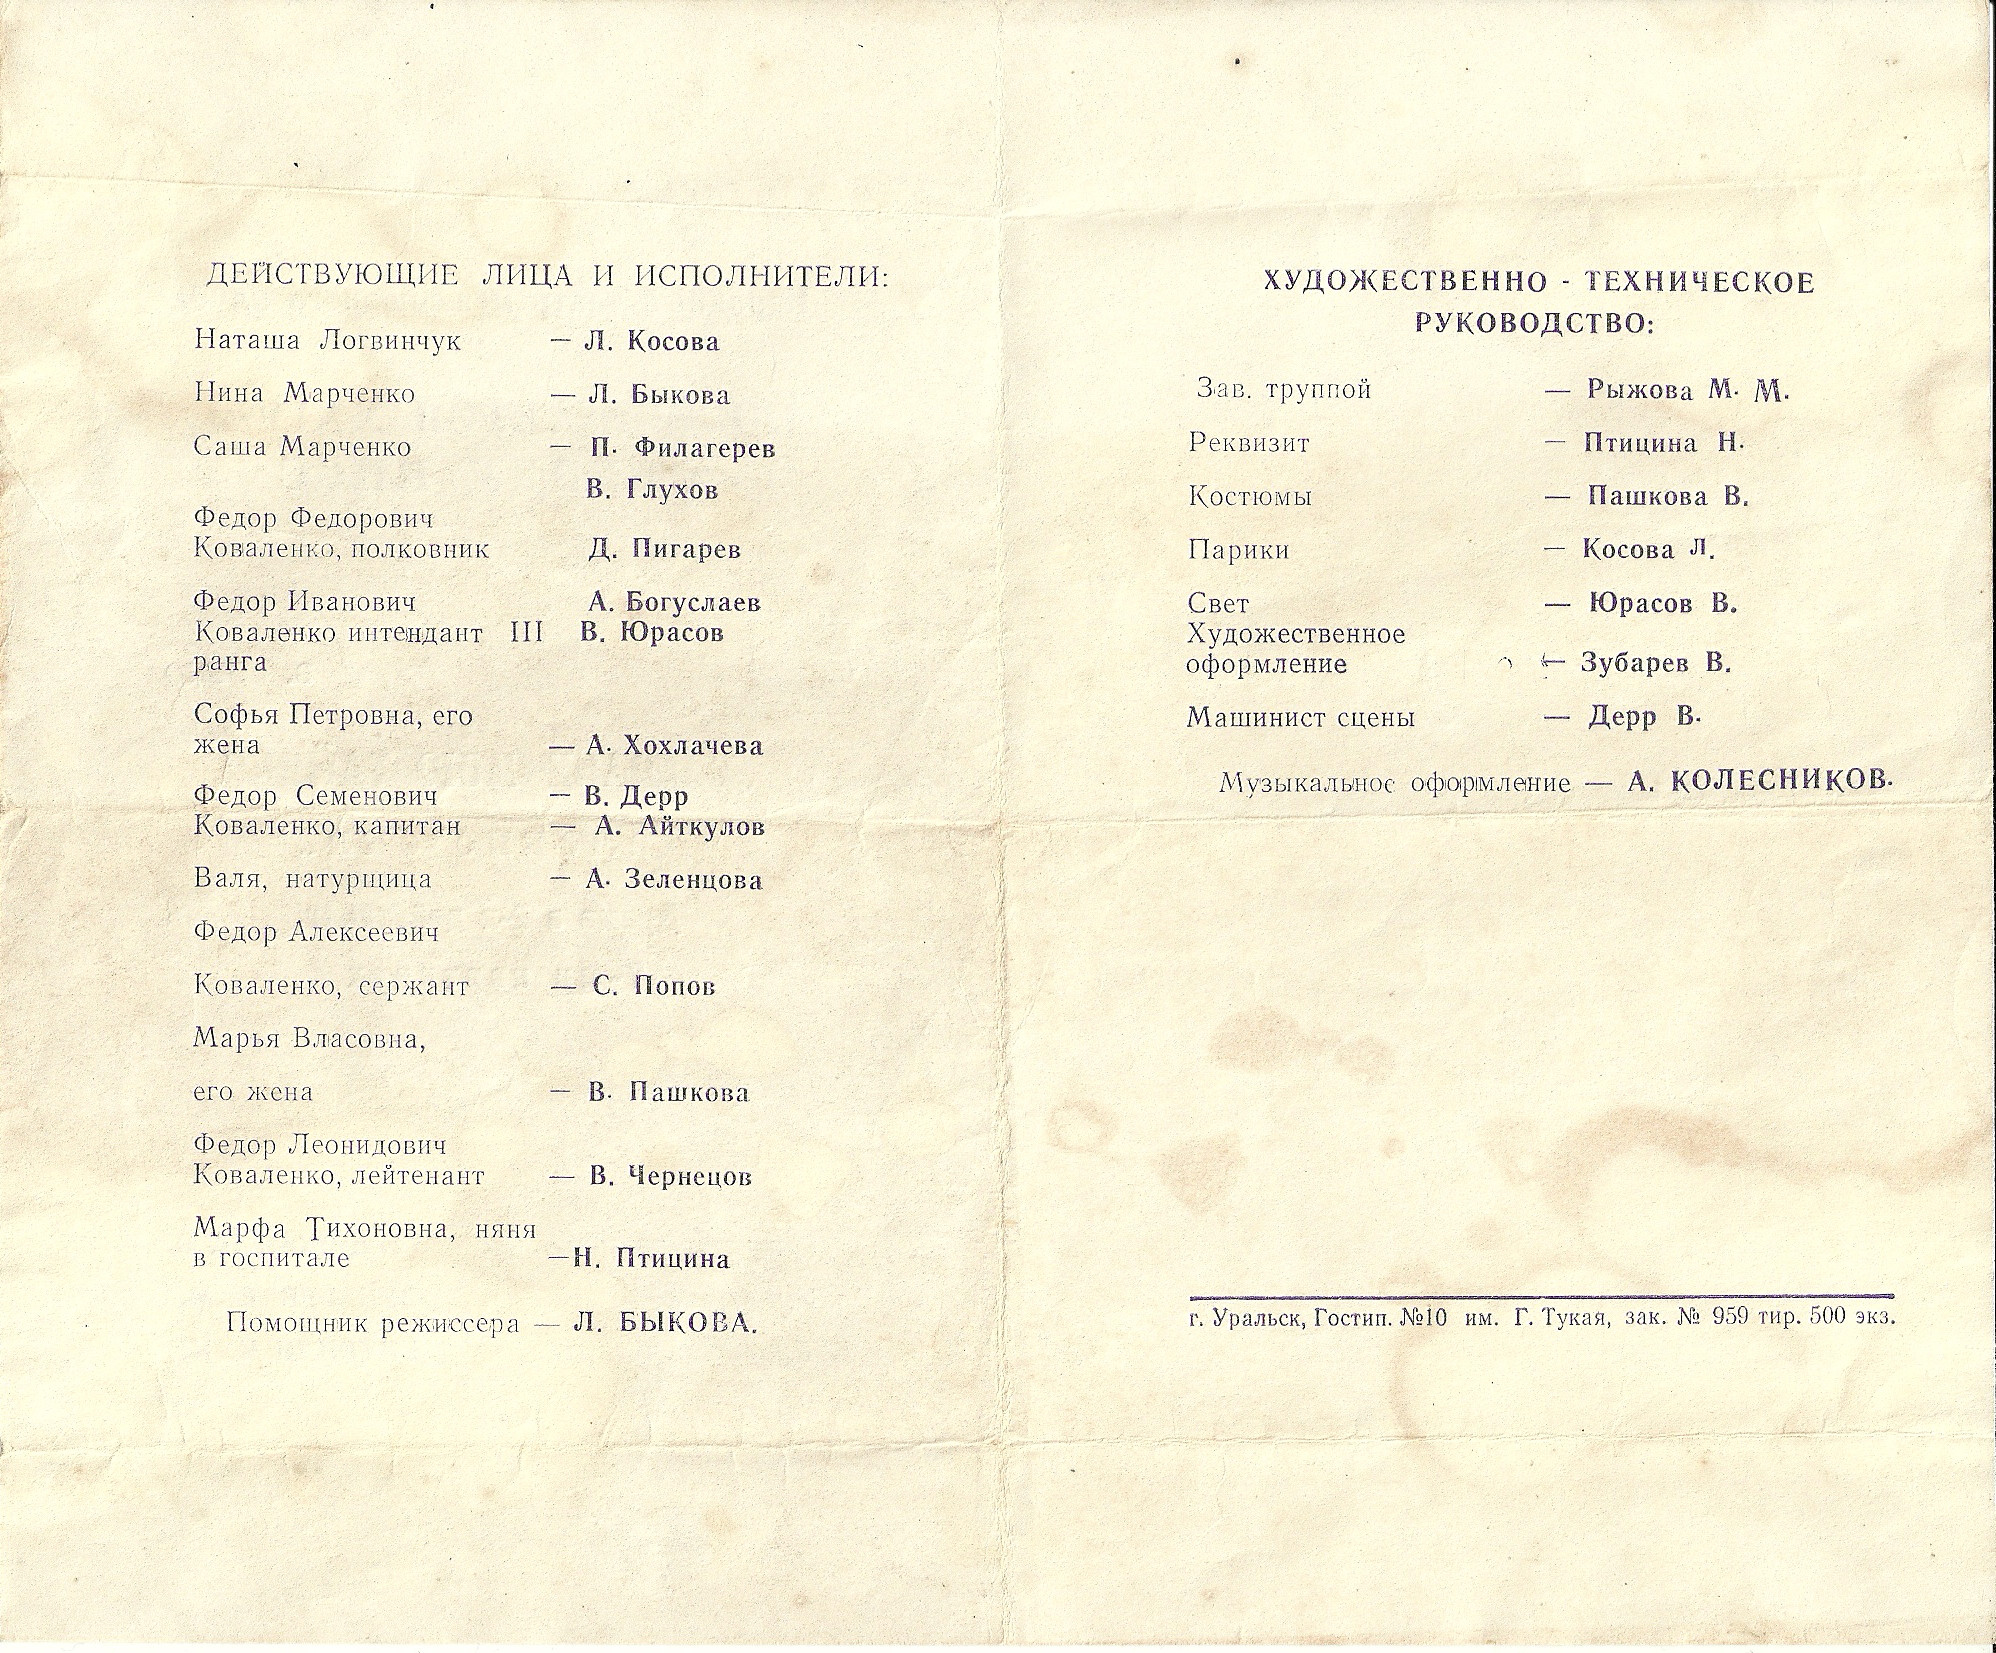 ДЕЙСТВУЮЩИЕ ЛИЦА И ИСПОЛНИТЕЛИ:
Наташа Логвинчук — Л. Косова
Нина Марченко — Л. Быкова
Саша Марченко — П. Филагерев
В. Глухов
Федор Федорович
Коваленко, полковник Д. Пигарев
Федор Иванович А. Богуслаев
Коваленко интендант III В. Юрасов
ранга
Софья Петровна, его
жена — А. Хохлачева
Федор Семенович — В. Дерр
Коваленко, капитан — А. Айткулов
Валя, натурщица — А. Зеленцова
Федор Алексеевич
Коваленко, сержант — С. Попов
Марья Власовна,
его жена — В. Пашкова
Федор Леонидович
Коваленко, лейтенант — В. Чернецов
Марфа Тихоновна, няня
в госпитале —Н. Птицина
Помощник режиссера — Л. БЫКОВА.
ХУДОЖЕСТВЕННО - ТЕХНИЧЕСКОЕ
РУКОВОДСТВО:
Зав. труппой — Рыжова М. М.
Реквизит — Птицина Н.
Костюмы — Пашкова В.
Парики — Косова Л.
Свет — Юрасов В.
Художественное
оформление — Зубарев В.
Машинист сцены — Дерр В.
Музыкальное оформление — А. КОЛЕСНИКОВ.
г. Уральск, Гостип. №10 им. Г. Тукая, зак. № 959 тир. 500 экз.